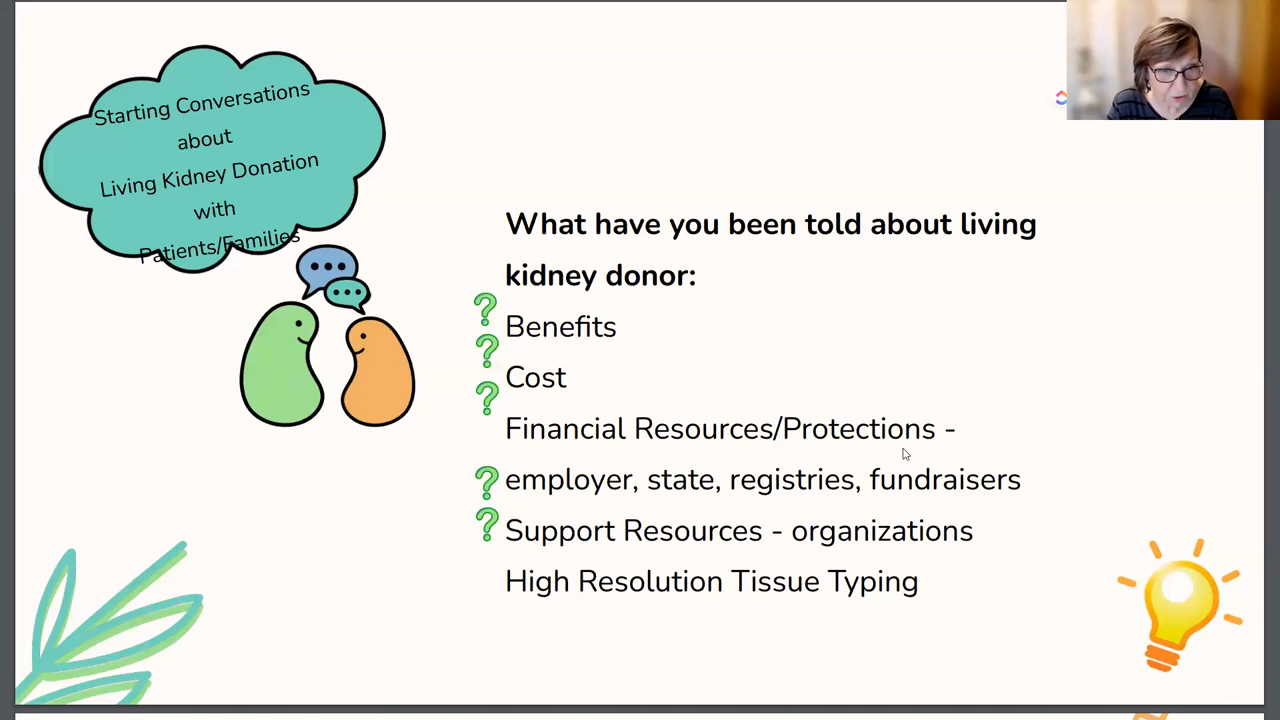 Starting Conversations
about
Living Kidney Donation
with
Patients/Families
What have you been told about living
kidney donor:
Benefits
Cost
Financial Resources/Protections -
employer, state, registries, fundraisers
Support Resources - organizations
High Resolution Tissue Typing